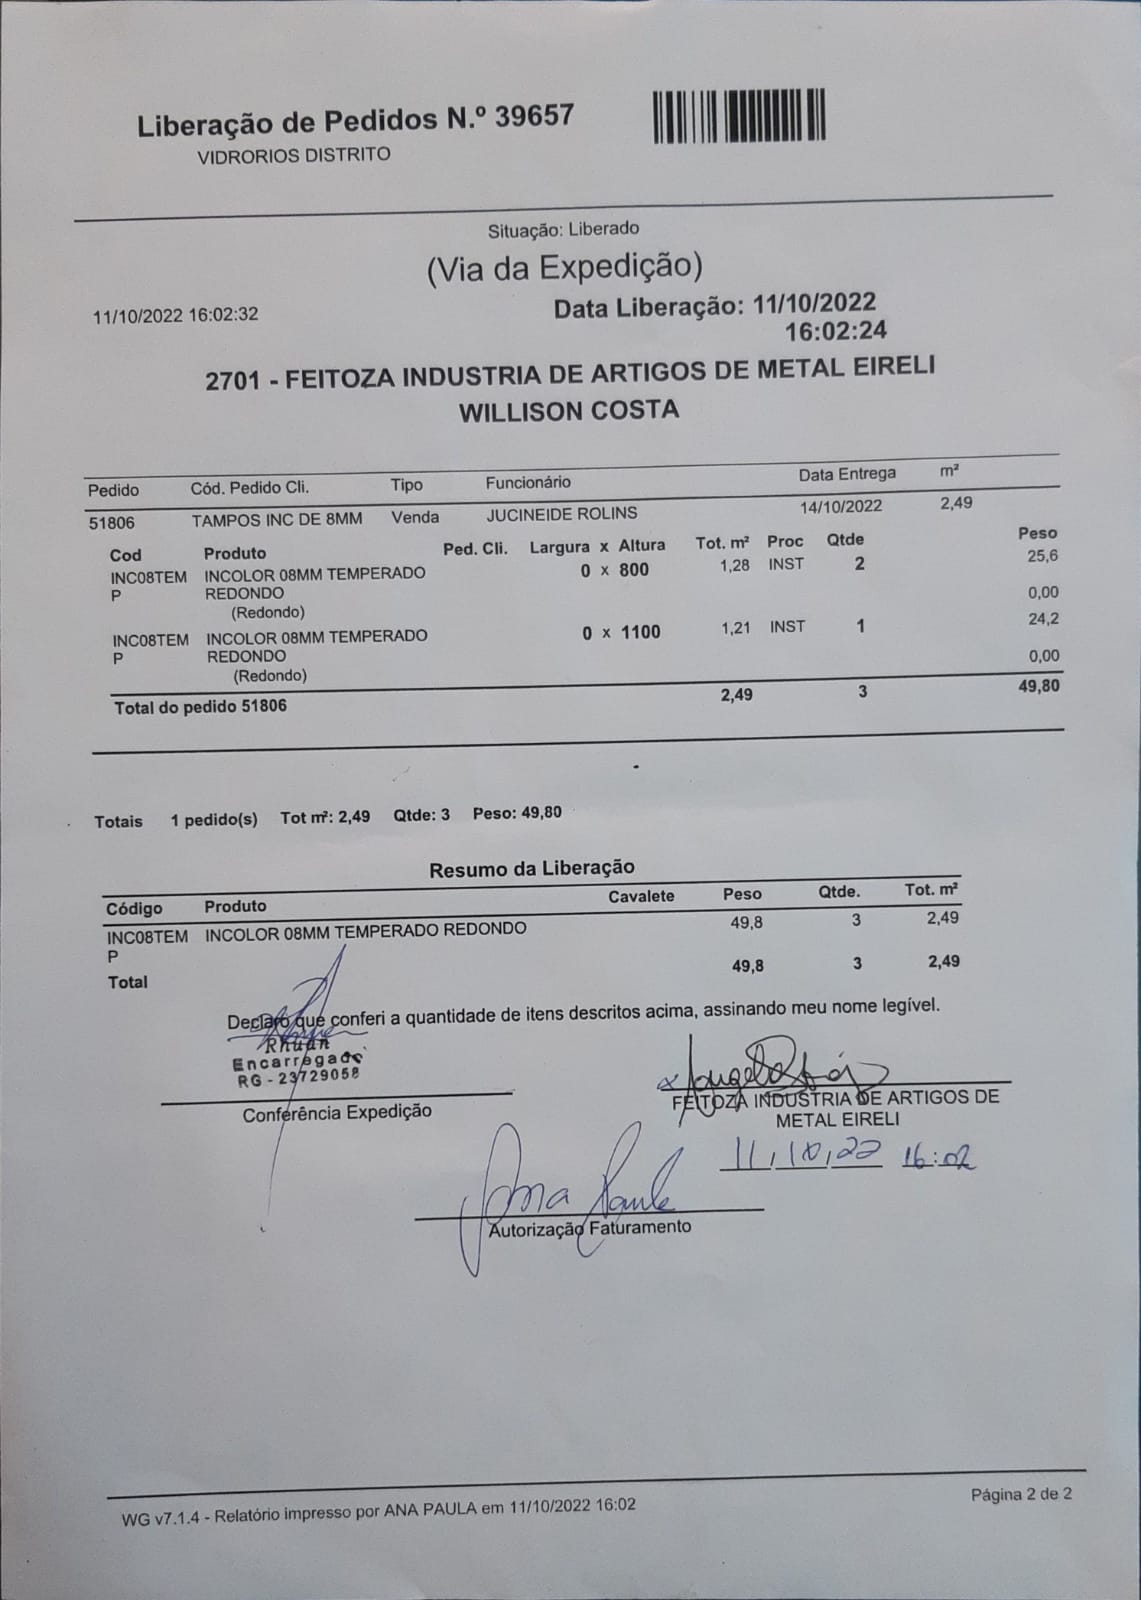 Liberação de Pedidos N.º 39657
VIDRORIOS DISTRITO
Situação: Liberado
(Via da Expedição)
11/10/2022 16:02:32 Data Liberação: 11/10/2022
16:02:24
2701 - FEITOZA INDUSTRIA DE ARTIGOS DE METAL EIRELI
WILLISON COSTA
Pedido Cód. Pedido Cli. Tipo Funcionário Data Entrega m²
51806 TAMPOS INC DE 8MM Venda JUCINEIDE ROLINS 14/10/2022 2,49
Cod Produto Ped. Cli. Largura x Altura Tot. m² Proc Qtde Peso
INC08TEM INCOLOR 08MM TEMPERADO 0 x 800 1,28 INST 2 25,6
P REDONDO 0,00
(Redondo)
INC08TEM INCOLOR 08MM TEMPERADO 0 x 1100 1,21 INST 1 24,2
P REDONDO 0,00
(Redondo)
Total do pedido 51806 2,49 3 49,80
Totais 1 pedido(s) Tot m²: 2,49 Qtde: 3 Peso: 49,80
Resumo da Liberação
Código Produto Cavalete Peso Qtde. Tot. m²
INC08TEM INCOLOR 08MM TEMPERADO REDONDO 49,8 3 2,49
P
Total 49,8 3 2,49
Declaro que conferi a quantidade de itens descritos acima, assinando meu nome legível.
Rhuan
Encarregado
RG - 23729058
Conferência Expedição
FEITOZA INDUSTRIA DE ARTIGOS DE
METAL EIRELI
11,10,22 16:02
Ana Paula
Autorização Faturamento
WG v7.1.4 - Relatório impresso por ANA PAULA em 11/10/2022 16:02 Página 2 de 2